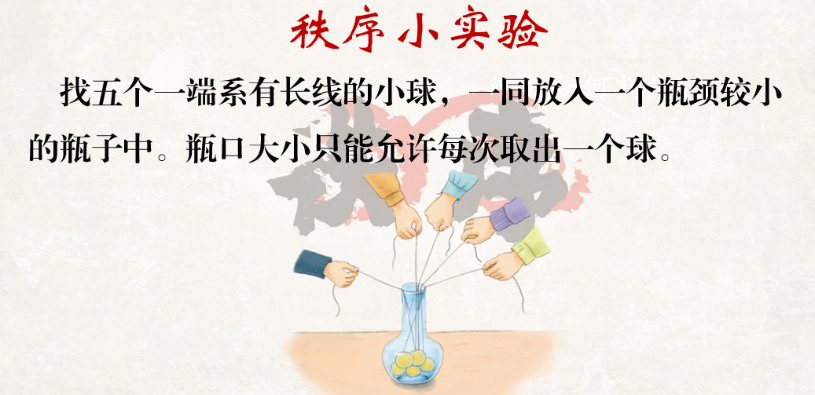 秩序小实验
找五个一端系有长线的小球，一同放入一个瓶颈较小
的瓶子中。瓶口大小只能允许每次取出一个球。
秩序